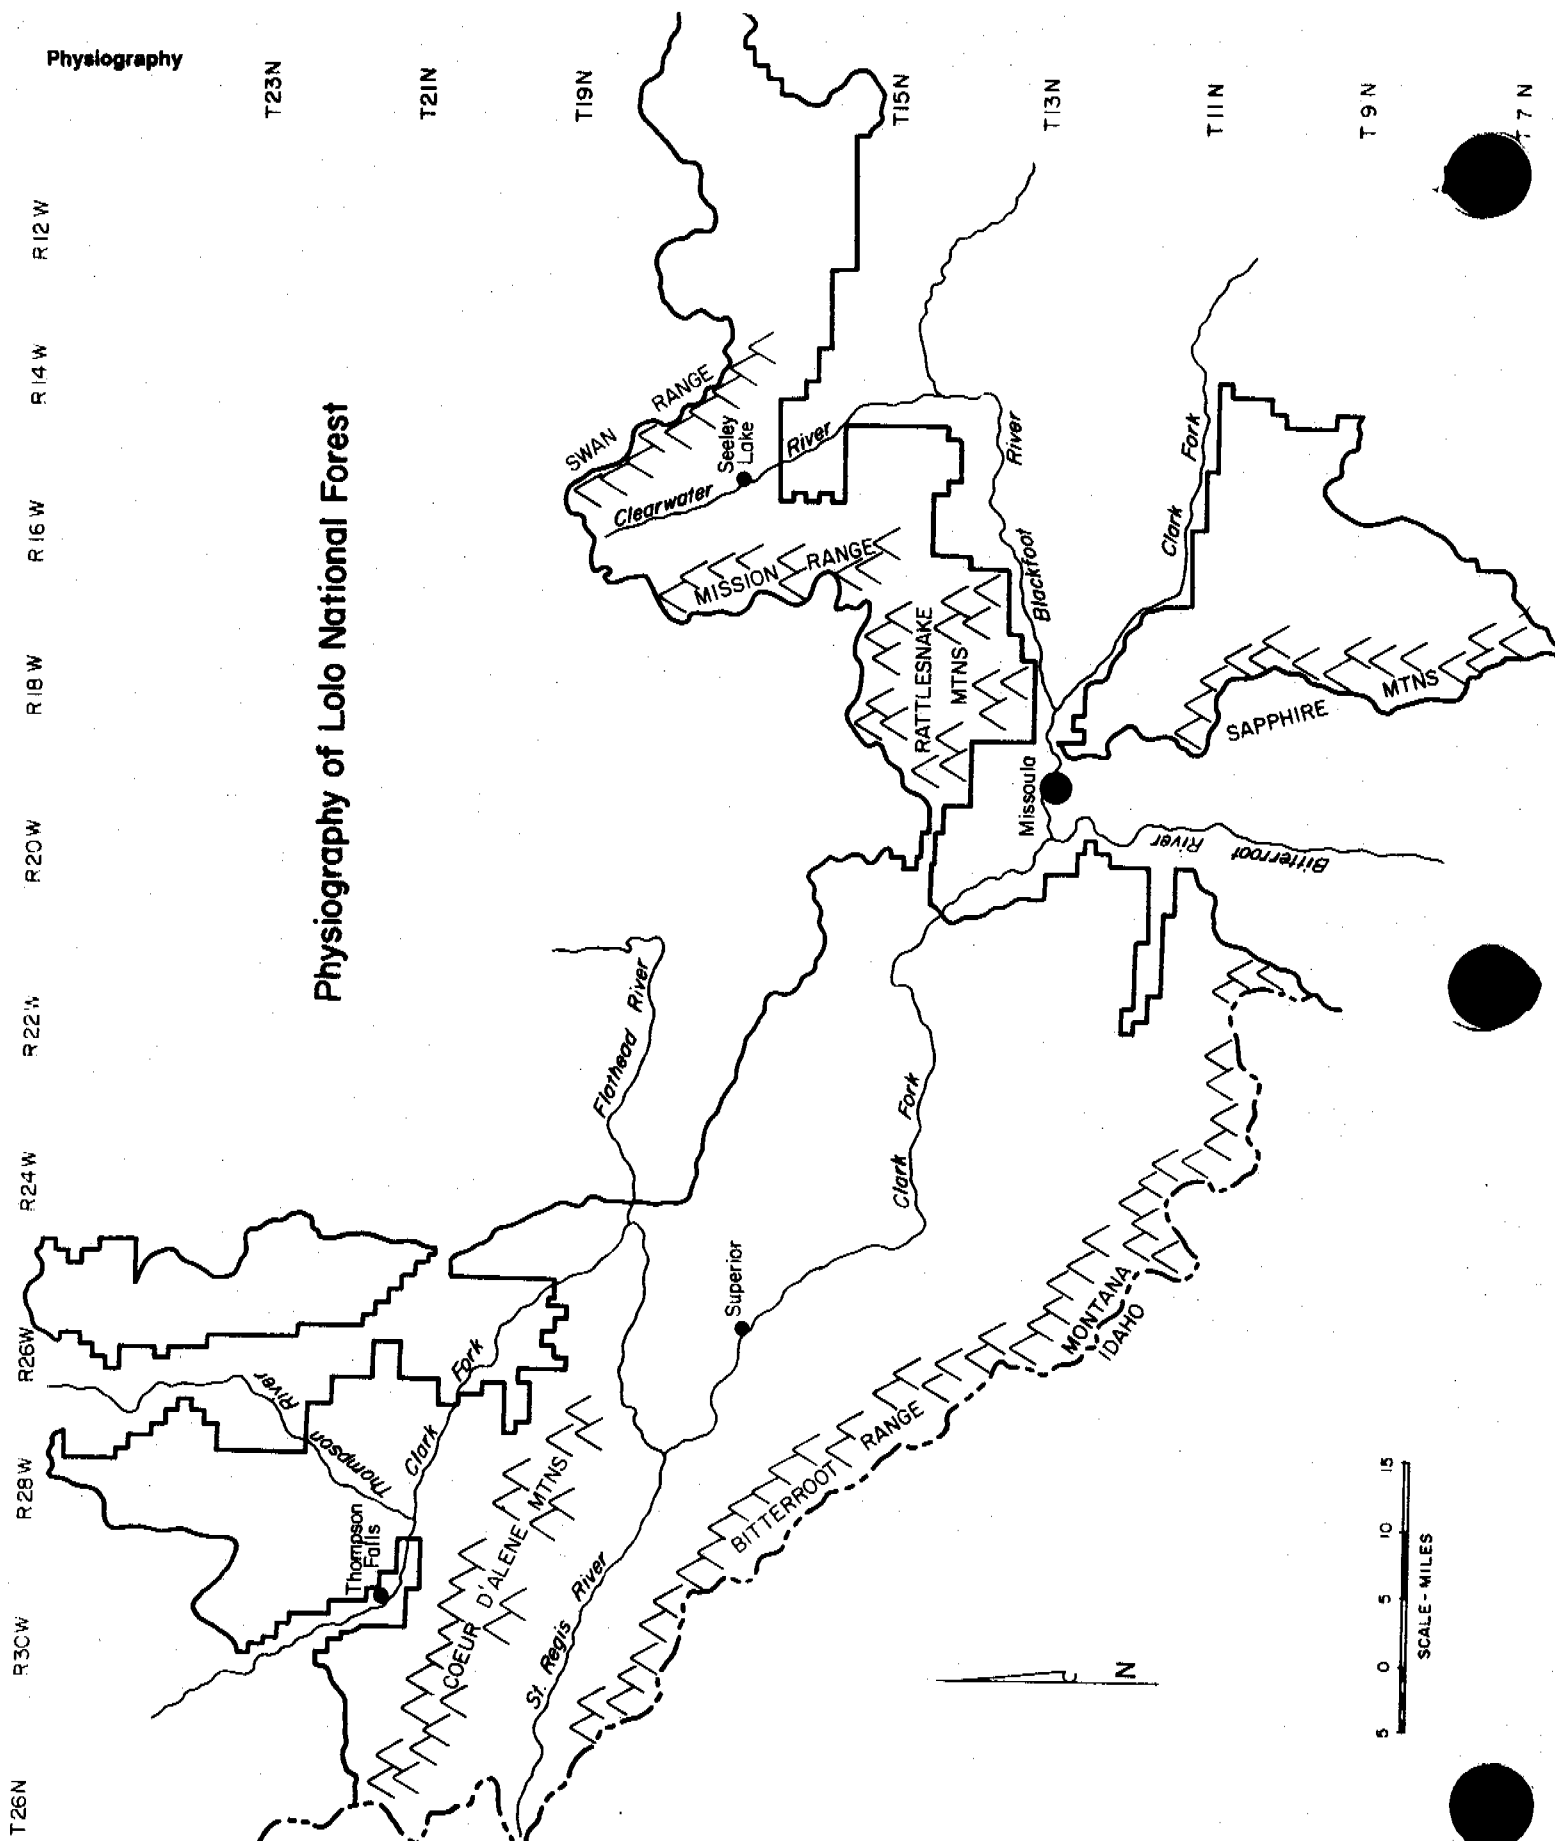 Physiography
Physiography of Lolo National Forest
T26N
R30W
R28W
R26W
R24W
R22W
R20W
R18W
R16W
R14W
R12W
T23N
T21N
T19N
T15N
T13N
T11N
T9N
T7N
SWAN RANGE
Seeley
Lake
Clearwater River
MISSION RANGE
RATTLESNAKE
MTNS
Blackfoot River
Clark Fork
SAPPHIRE MTNS
Missoula
Bitterroot River
Flathead River
Clark Fork
Superior
Thompson River
Clark Fork
Thompson
Falls
COEUR D'ALENE MTNS
St. Regis River
BITTERROOT RANGE
MONTANA
IDAHO
N
5 0 5 10 15
SCALE-MILES